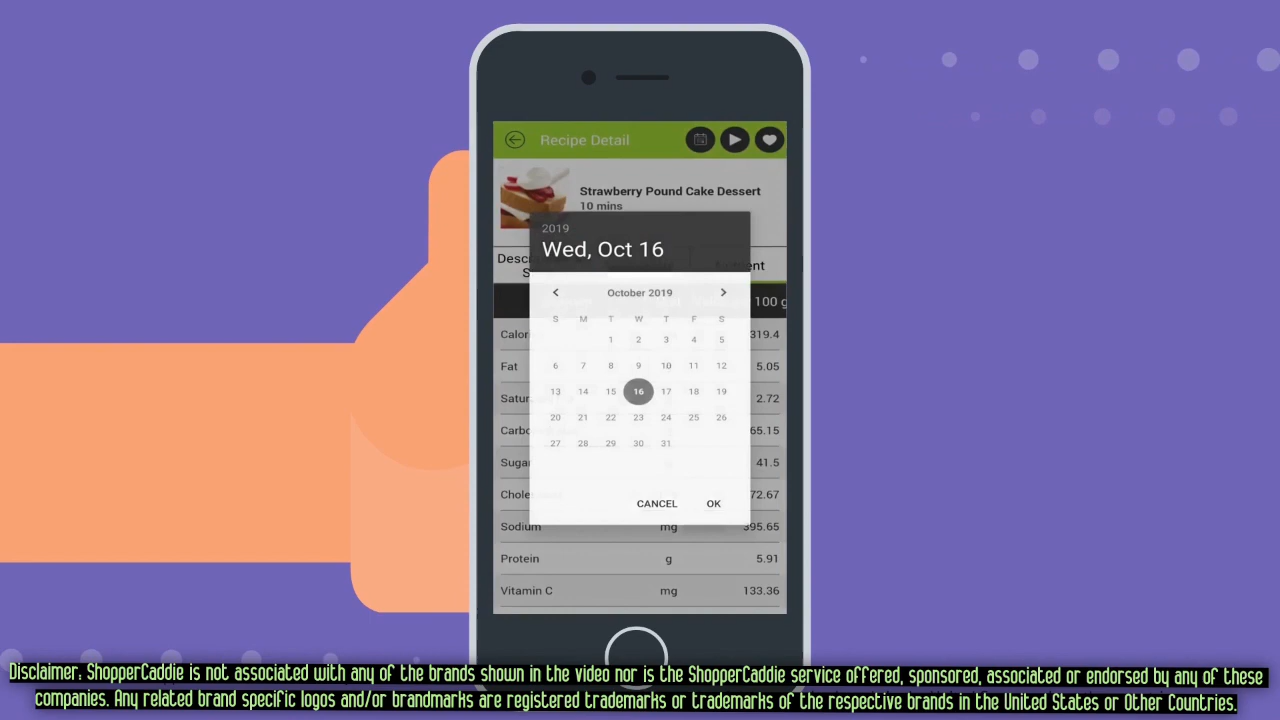 Recipe Detail
Strawberry Pound Cake Dessert
10 mins
2019
Wed, Oct 16
October 2019
S M T W T F S
1 2 3 4 5
6 7 8 9 10 11 12
13 14 15 16 17 18 19
20 21 22 23 24 25 26
27 28 29 30 31
CANCEL OK
100 g
319.4
Fat 5.05
2.72
65.15
41.5
72.67
Sodium mg 395.65
Protein g 5.91
Vitamin C mg 133.36
Disclaimer: ShopperCaddie is not associated with any of the brands shown in the video nor is the ShopperCaddie service offered, sponsored, associated or endorsed by any of these
companies. Any related brand specific logos and/or brandmarks are registered trademarks or trademarks of the respective brands in the United States or Other Countries.